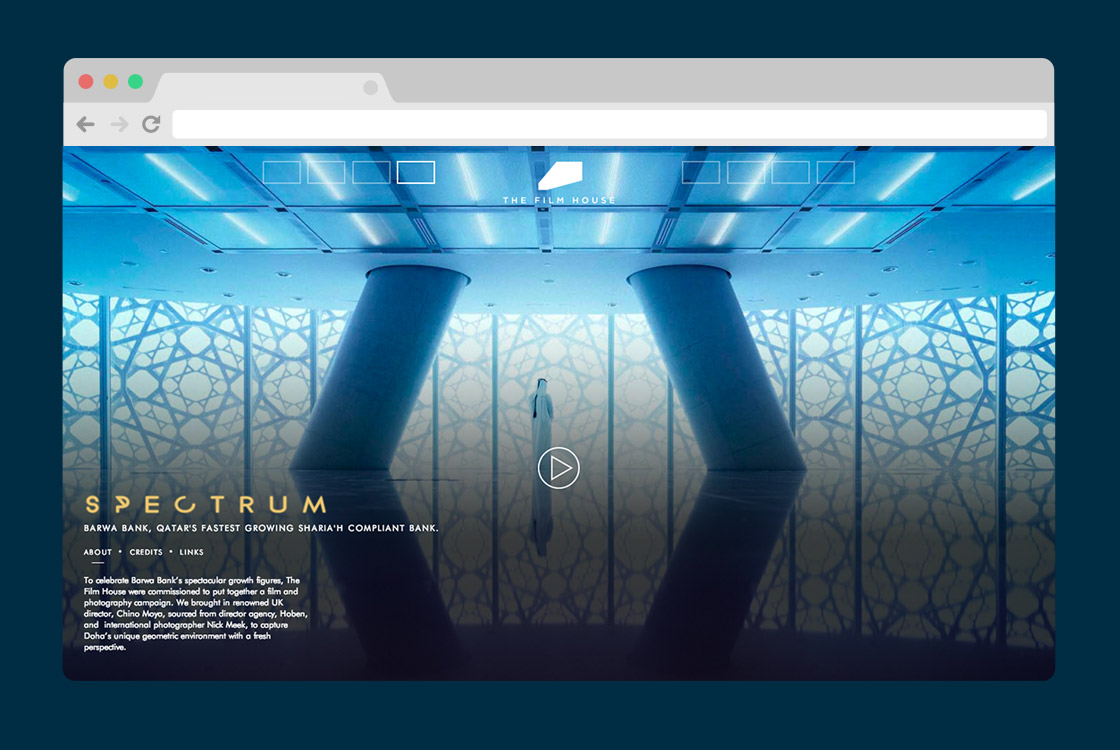 THE FILM HOUSE
SPECTRUM
BARWA BANK, QATAR'S FASTEST GROWING SHARIA'H COMPLIANT BANK.
ABOUT • CREDITS • LINKS
To celebrate Barwa Bank's spectacular growth figures, The
Film House were commissioned to put together a film and
photography campaign. We brought in renowned UK
director, Chino Moya, sourced from director agency, Hoben,
and international photographer Nick Meek, to capture
Doha's unique geometric environment with a fresh
perspective.